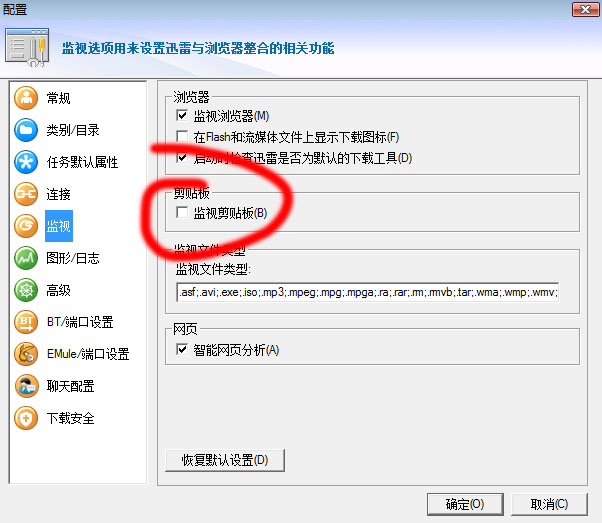 配置
监视选项用来设置迅雷与浏览器整合的相关功能
常规
类别/目录
任务默认属性
连接
监视
图形/日志
高级
BT/端口设置
EMule/端口设置
聊天配置
下载安全
浏览器
监视浏览器(M)
在Flash和流媒体文件上显示下载图标(F)
启动时检查迅雷是否为默认的下载工具(D)
剪贴板
监视剪贴板(B)
监视文件类型
监视文件类型:
.asf;.avi;.exe;.iso;.mp3;.mpeg;.mpg;.mpga;.ra;.rar;.rm;.rmvb;.tar;.wma;.wmp;.wmv;
网页
智能网页分析(A)
恢复默认设置(D)
确定(O)
取消(C)